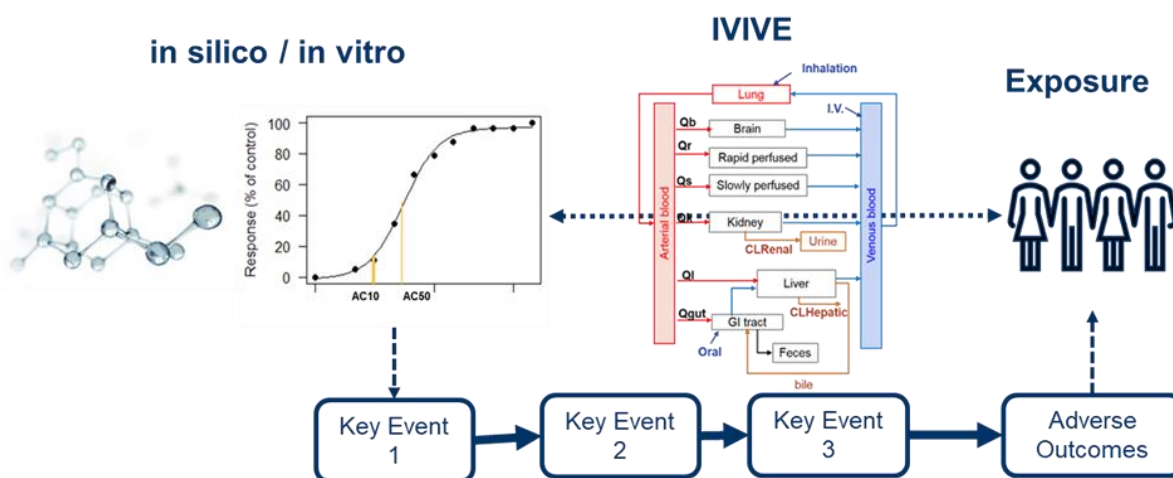 in silico / in vitro
IVIVE
Exposure
Response (% of control)
100
80
60
40
20
0
AC10
AC50
Inhalation
Lung
I.V.
Qb
Brain
Qr
Rapid perfused
Qs
Slowly perfused
Arterial blood
Venous blood
Kidney
CLRenal
Urine
Ql
Liver
CLHepatic
Qgut
GI tract
Oral
Feces
bile
Key Event
1
Key Event
2
Key Event
3
Adverse
Outcomes